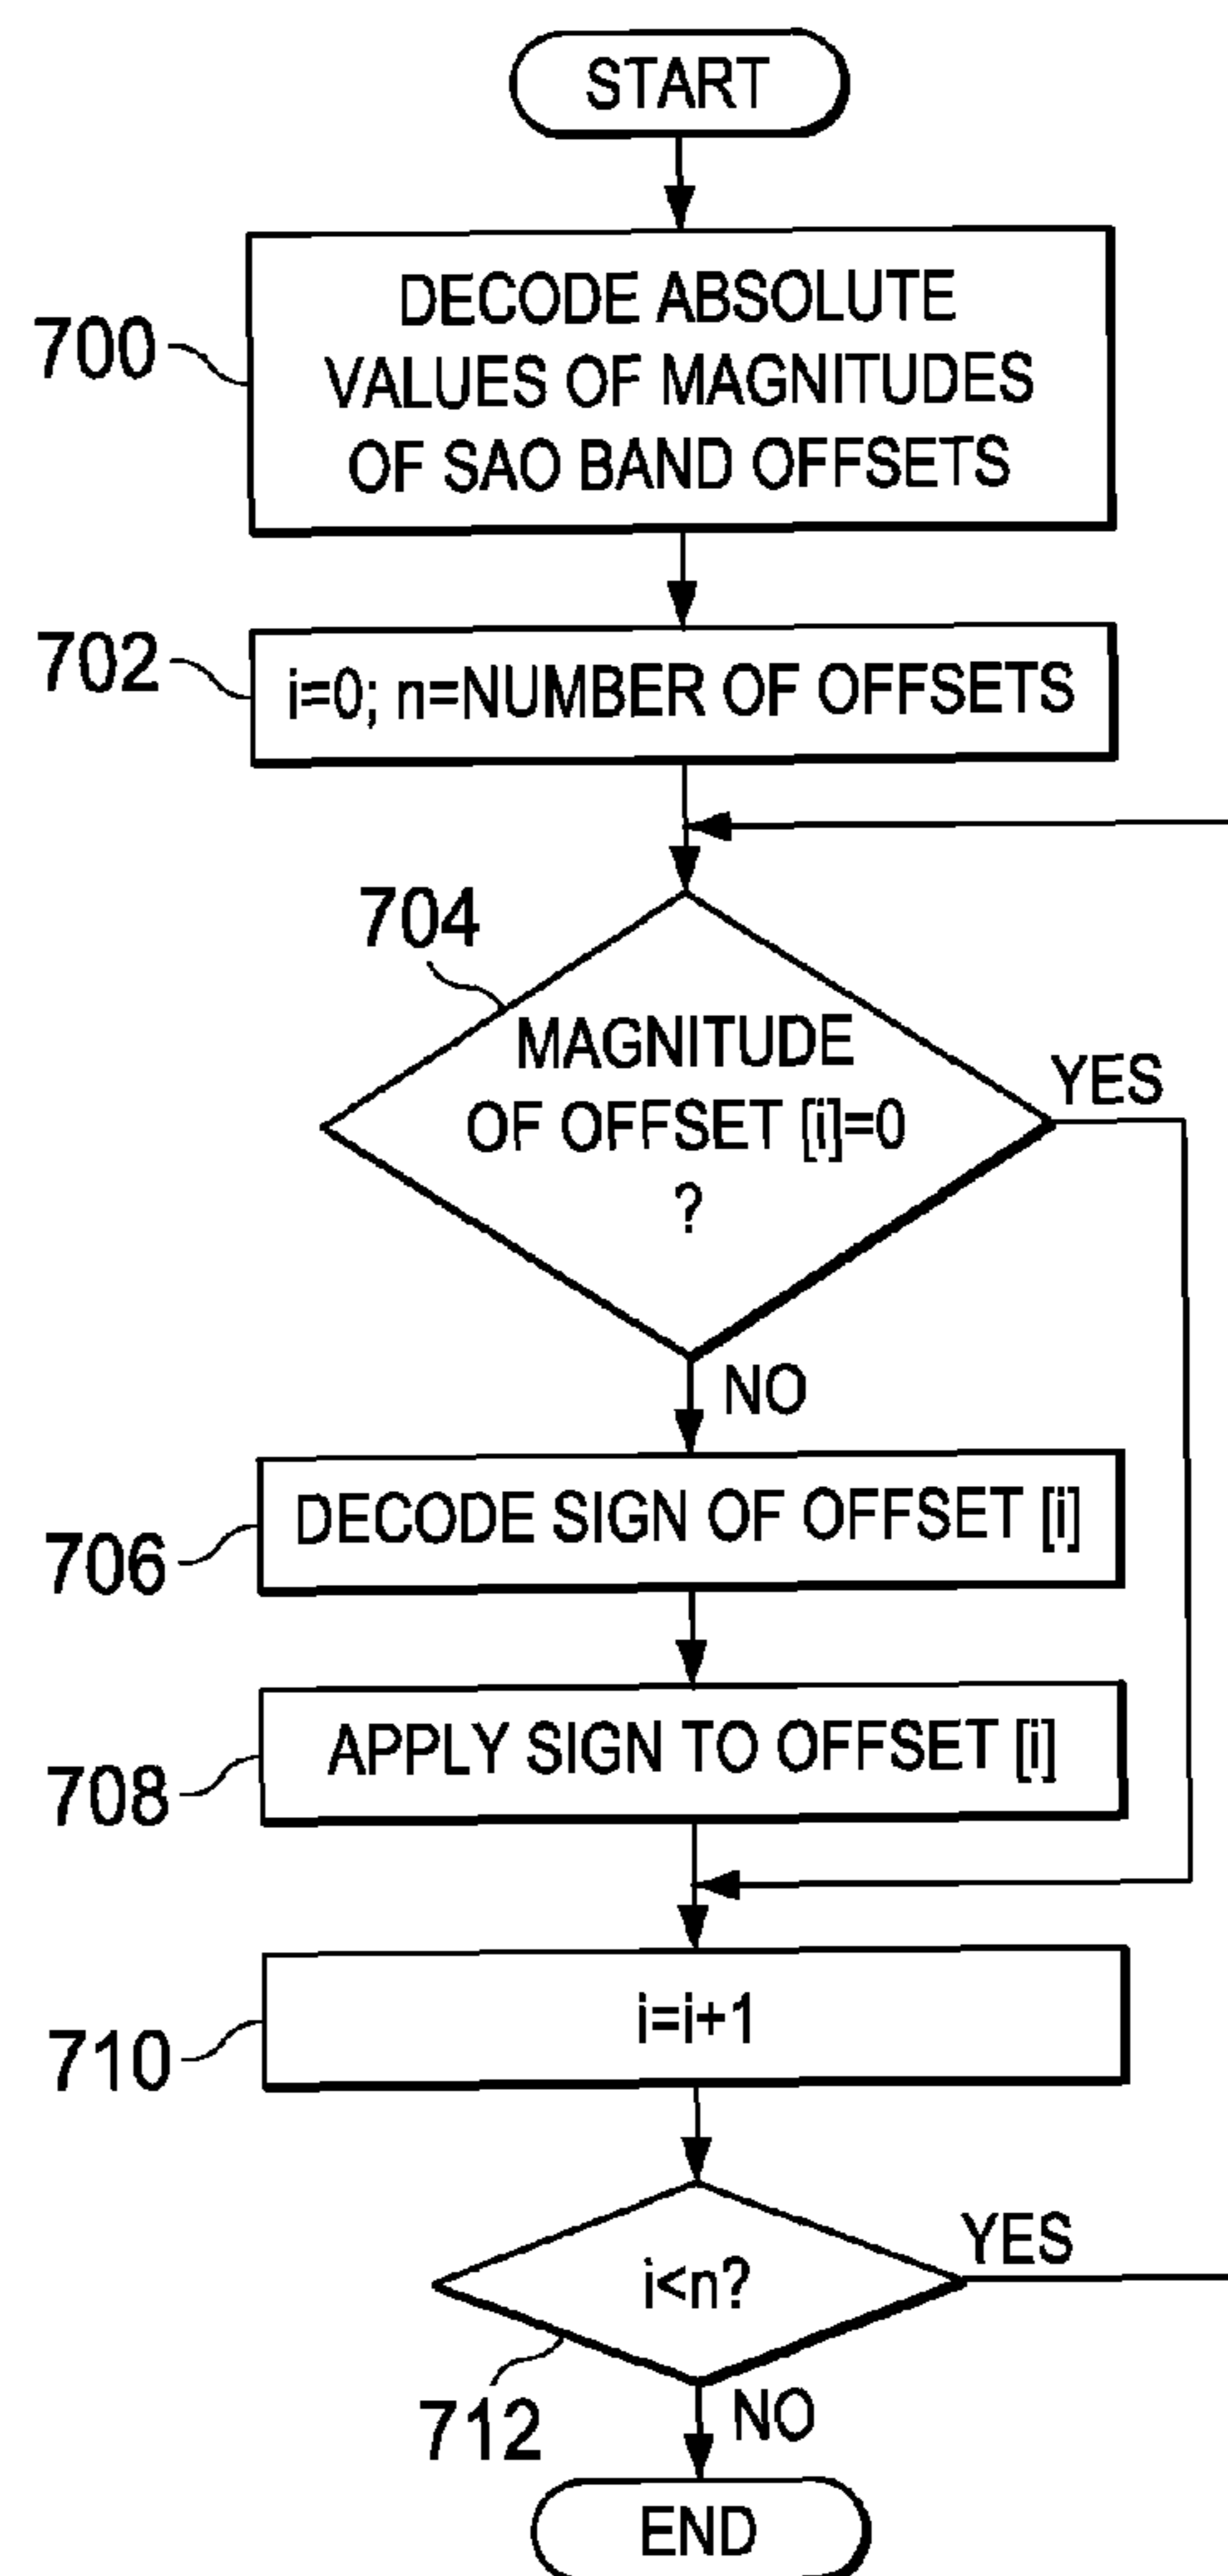 START
700
DECODE ABSOLUTE
VALUES OF MAGNITUDES
OF SAO BAND OFFSETS
702
i=0; n=NUMBER OF OFFSETS
704
MAGNITUDE
OF OFFSET [i]=0
?
YES
NO
706
DECODE SIGN OF OFFSET [i]
708
APPLY SIGN TO OFFSET [i]
710
i=i+1
i<n?
YES
712
NO
END